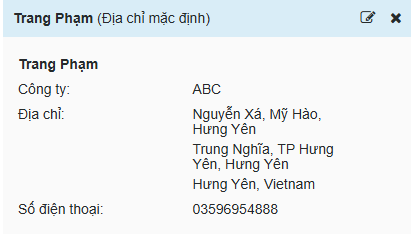 Trang Phạm (Địa chỉ mặc định)
Trang Phạm
Công ty: ABC
Địa chỉ: Nguyễn Xá, Mỹ Hào,
Hưng Yên
Trung Nghĩa, TP Hưng
Yên, Hưng Yên
Hưng Yên, Vietnam
Số điện thoại: 03596954888